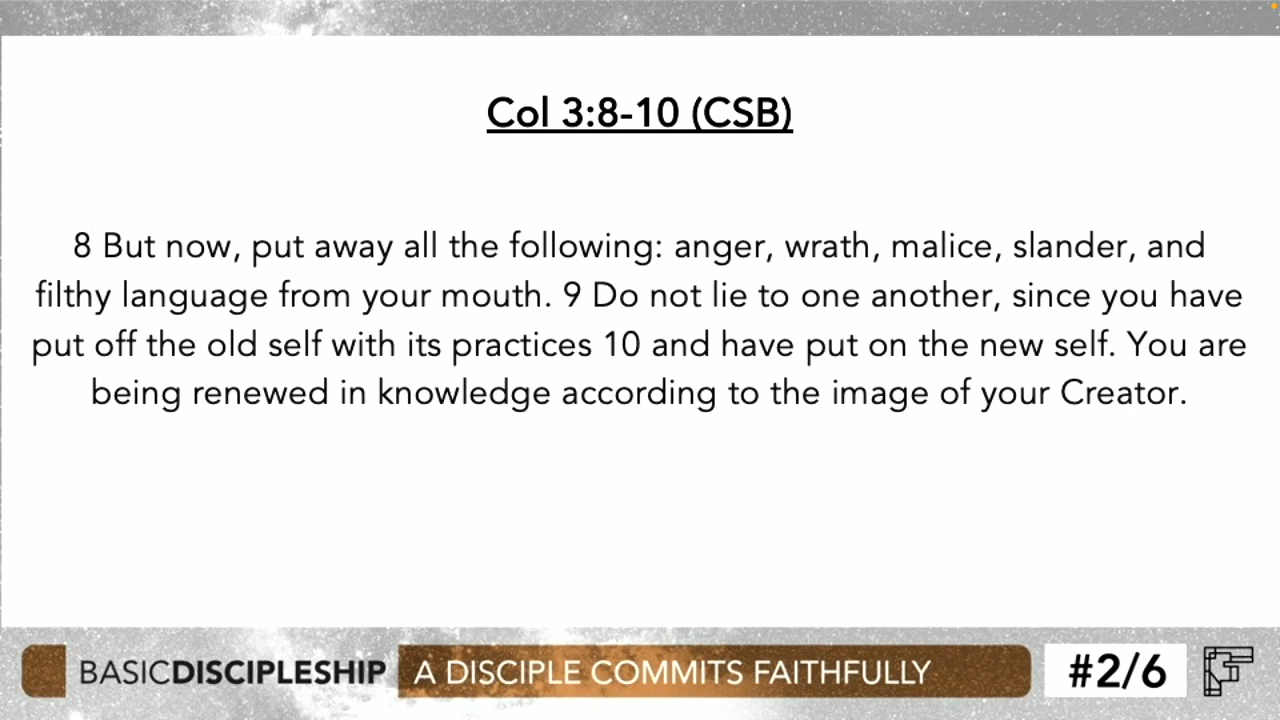 Col 3:8-10 (CSB)
8 But now, put away all the following: anger, wrath, malice, slander, and
filthy language from your mouth. 9 Do not lie to one another, since you have
put off the old self with its practices 10 and have put on the new self. You are
being renewed in knowledge according to the image of your Creator.
BASICDISCIPLESHIP A DISCIPLE COMMITS FAITHFULLY #2/6